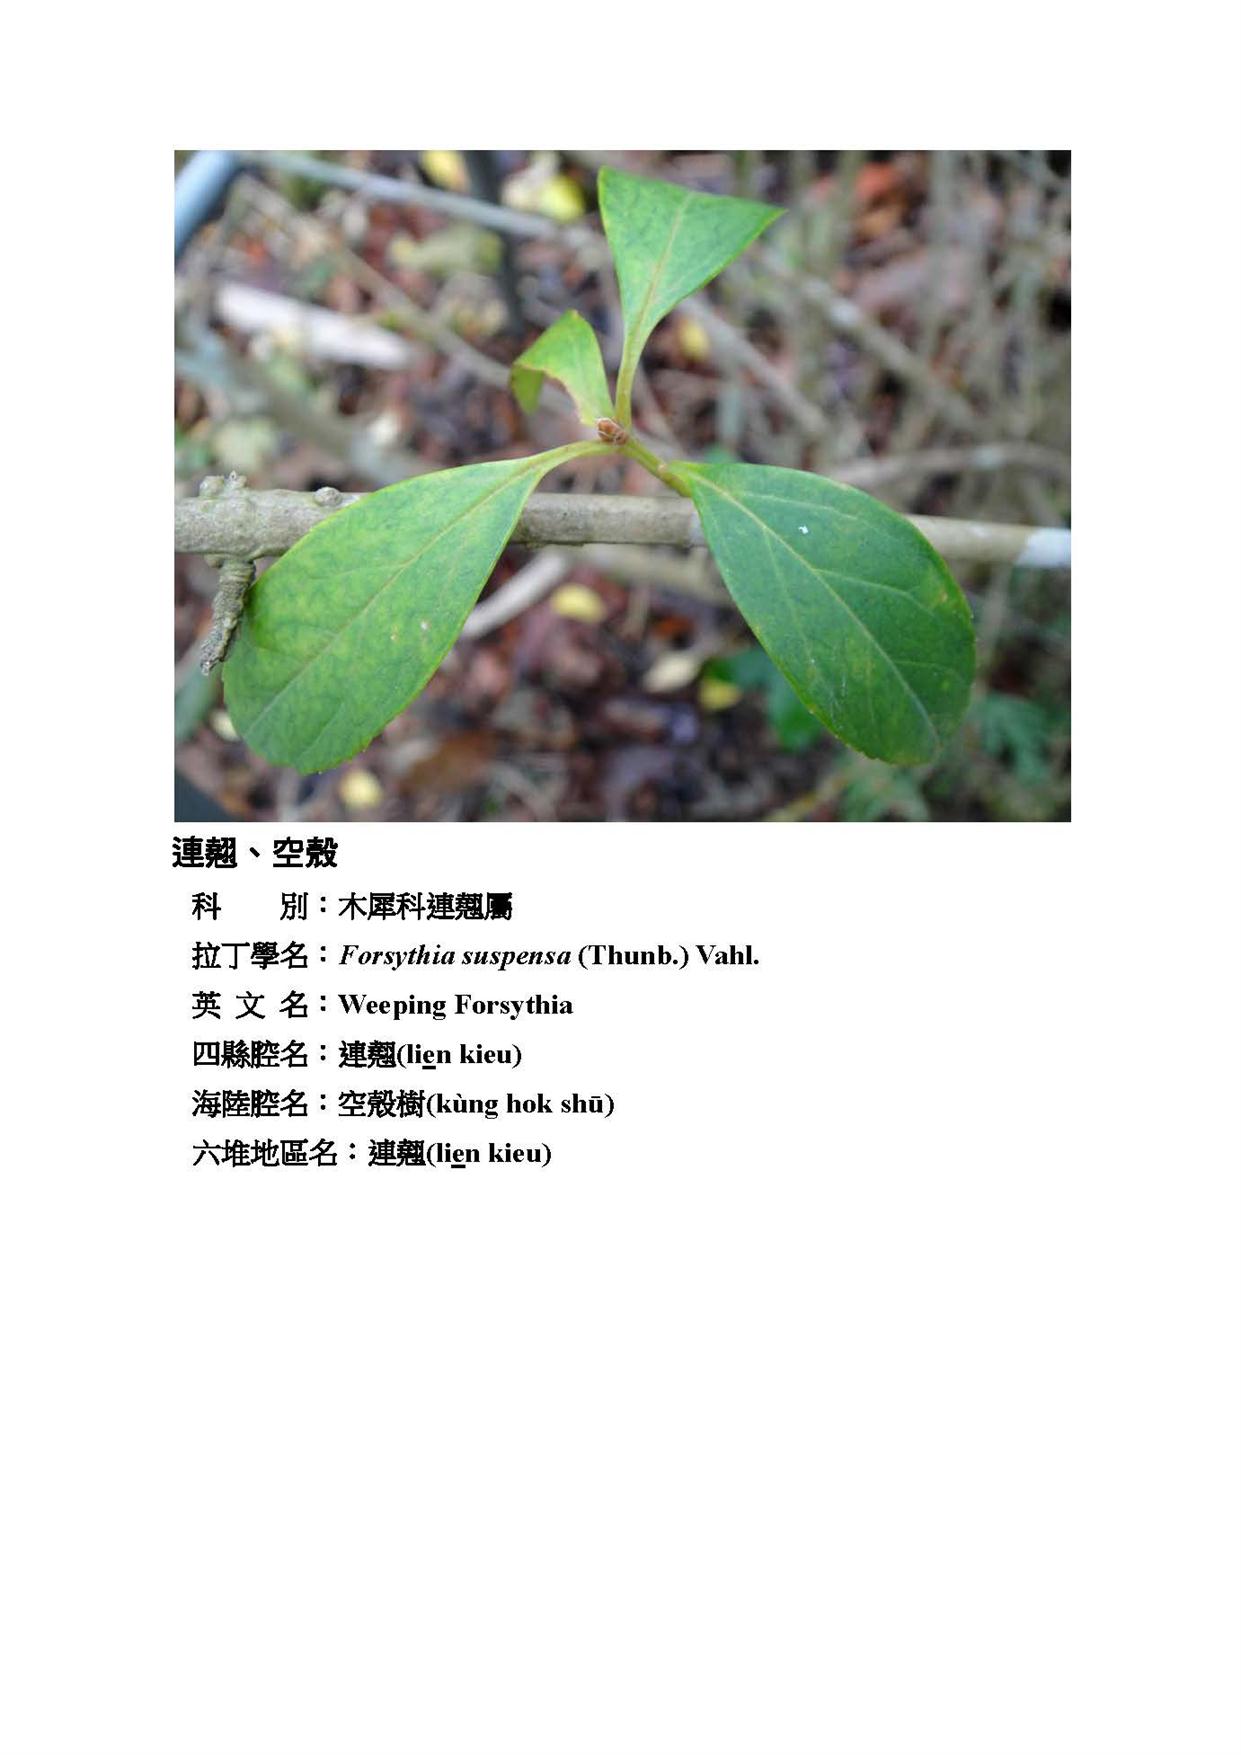 連翹、空殼
科　　別：木犀科連翹屬
拉丁學名：Forsythia suspensa (Thunb.) Vahl.
英 文 名：Weeping Forsythia
四縣腔名：連翹(lien kieu)
海陸腔名：空殼樹(kùng hok shū)
六堆地區名：連翹(lien kieu)